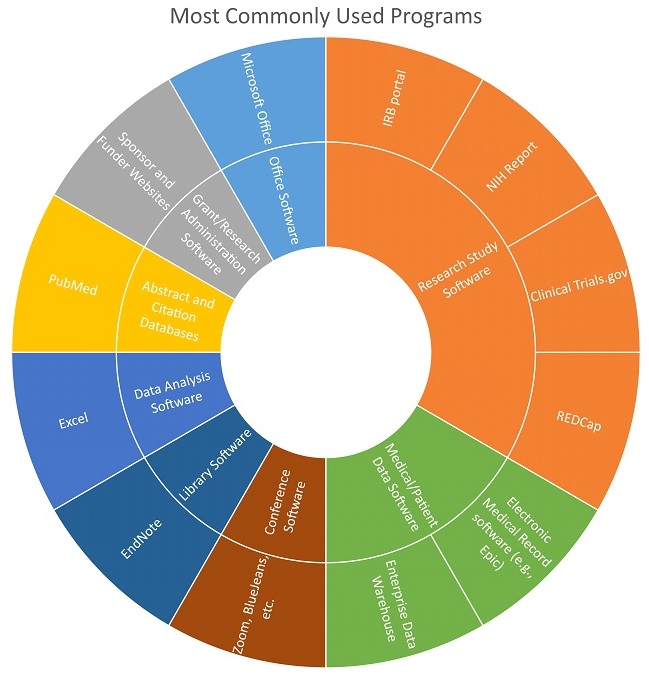 Most Commonly Used Programs
IRB portal
NIH Report
Clinical Trials.gov
REDCap
Research Study
Software
Electronic
Medical Record
software (e.g.,
Epic)
Enterprise Data
Warehouse
Medical/Patient
Data Software
Zoom, BlueJeans,
etc.
Conference
Software
EndNote
Library Software
Excel
Data Analysis
Software
PubMed
Abstract and
Citation
Databases
Sponsor and
Funder Websites
Grant/Research
Administration
Software
Microsoft Office
Office Software